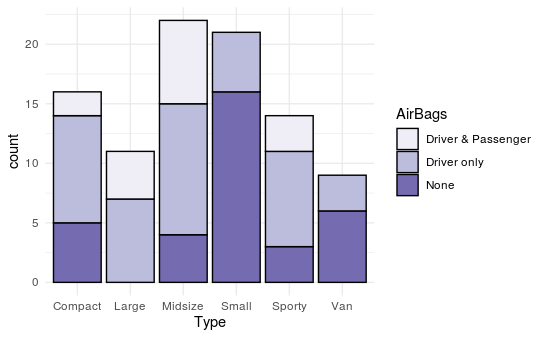 20
15
10
5
0
count
Compact Large Midsize Small Sporty Van
Type
AirBags
Driver & Passenger
Driver only
None